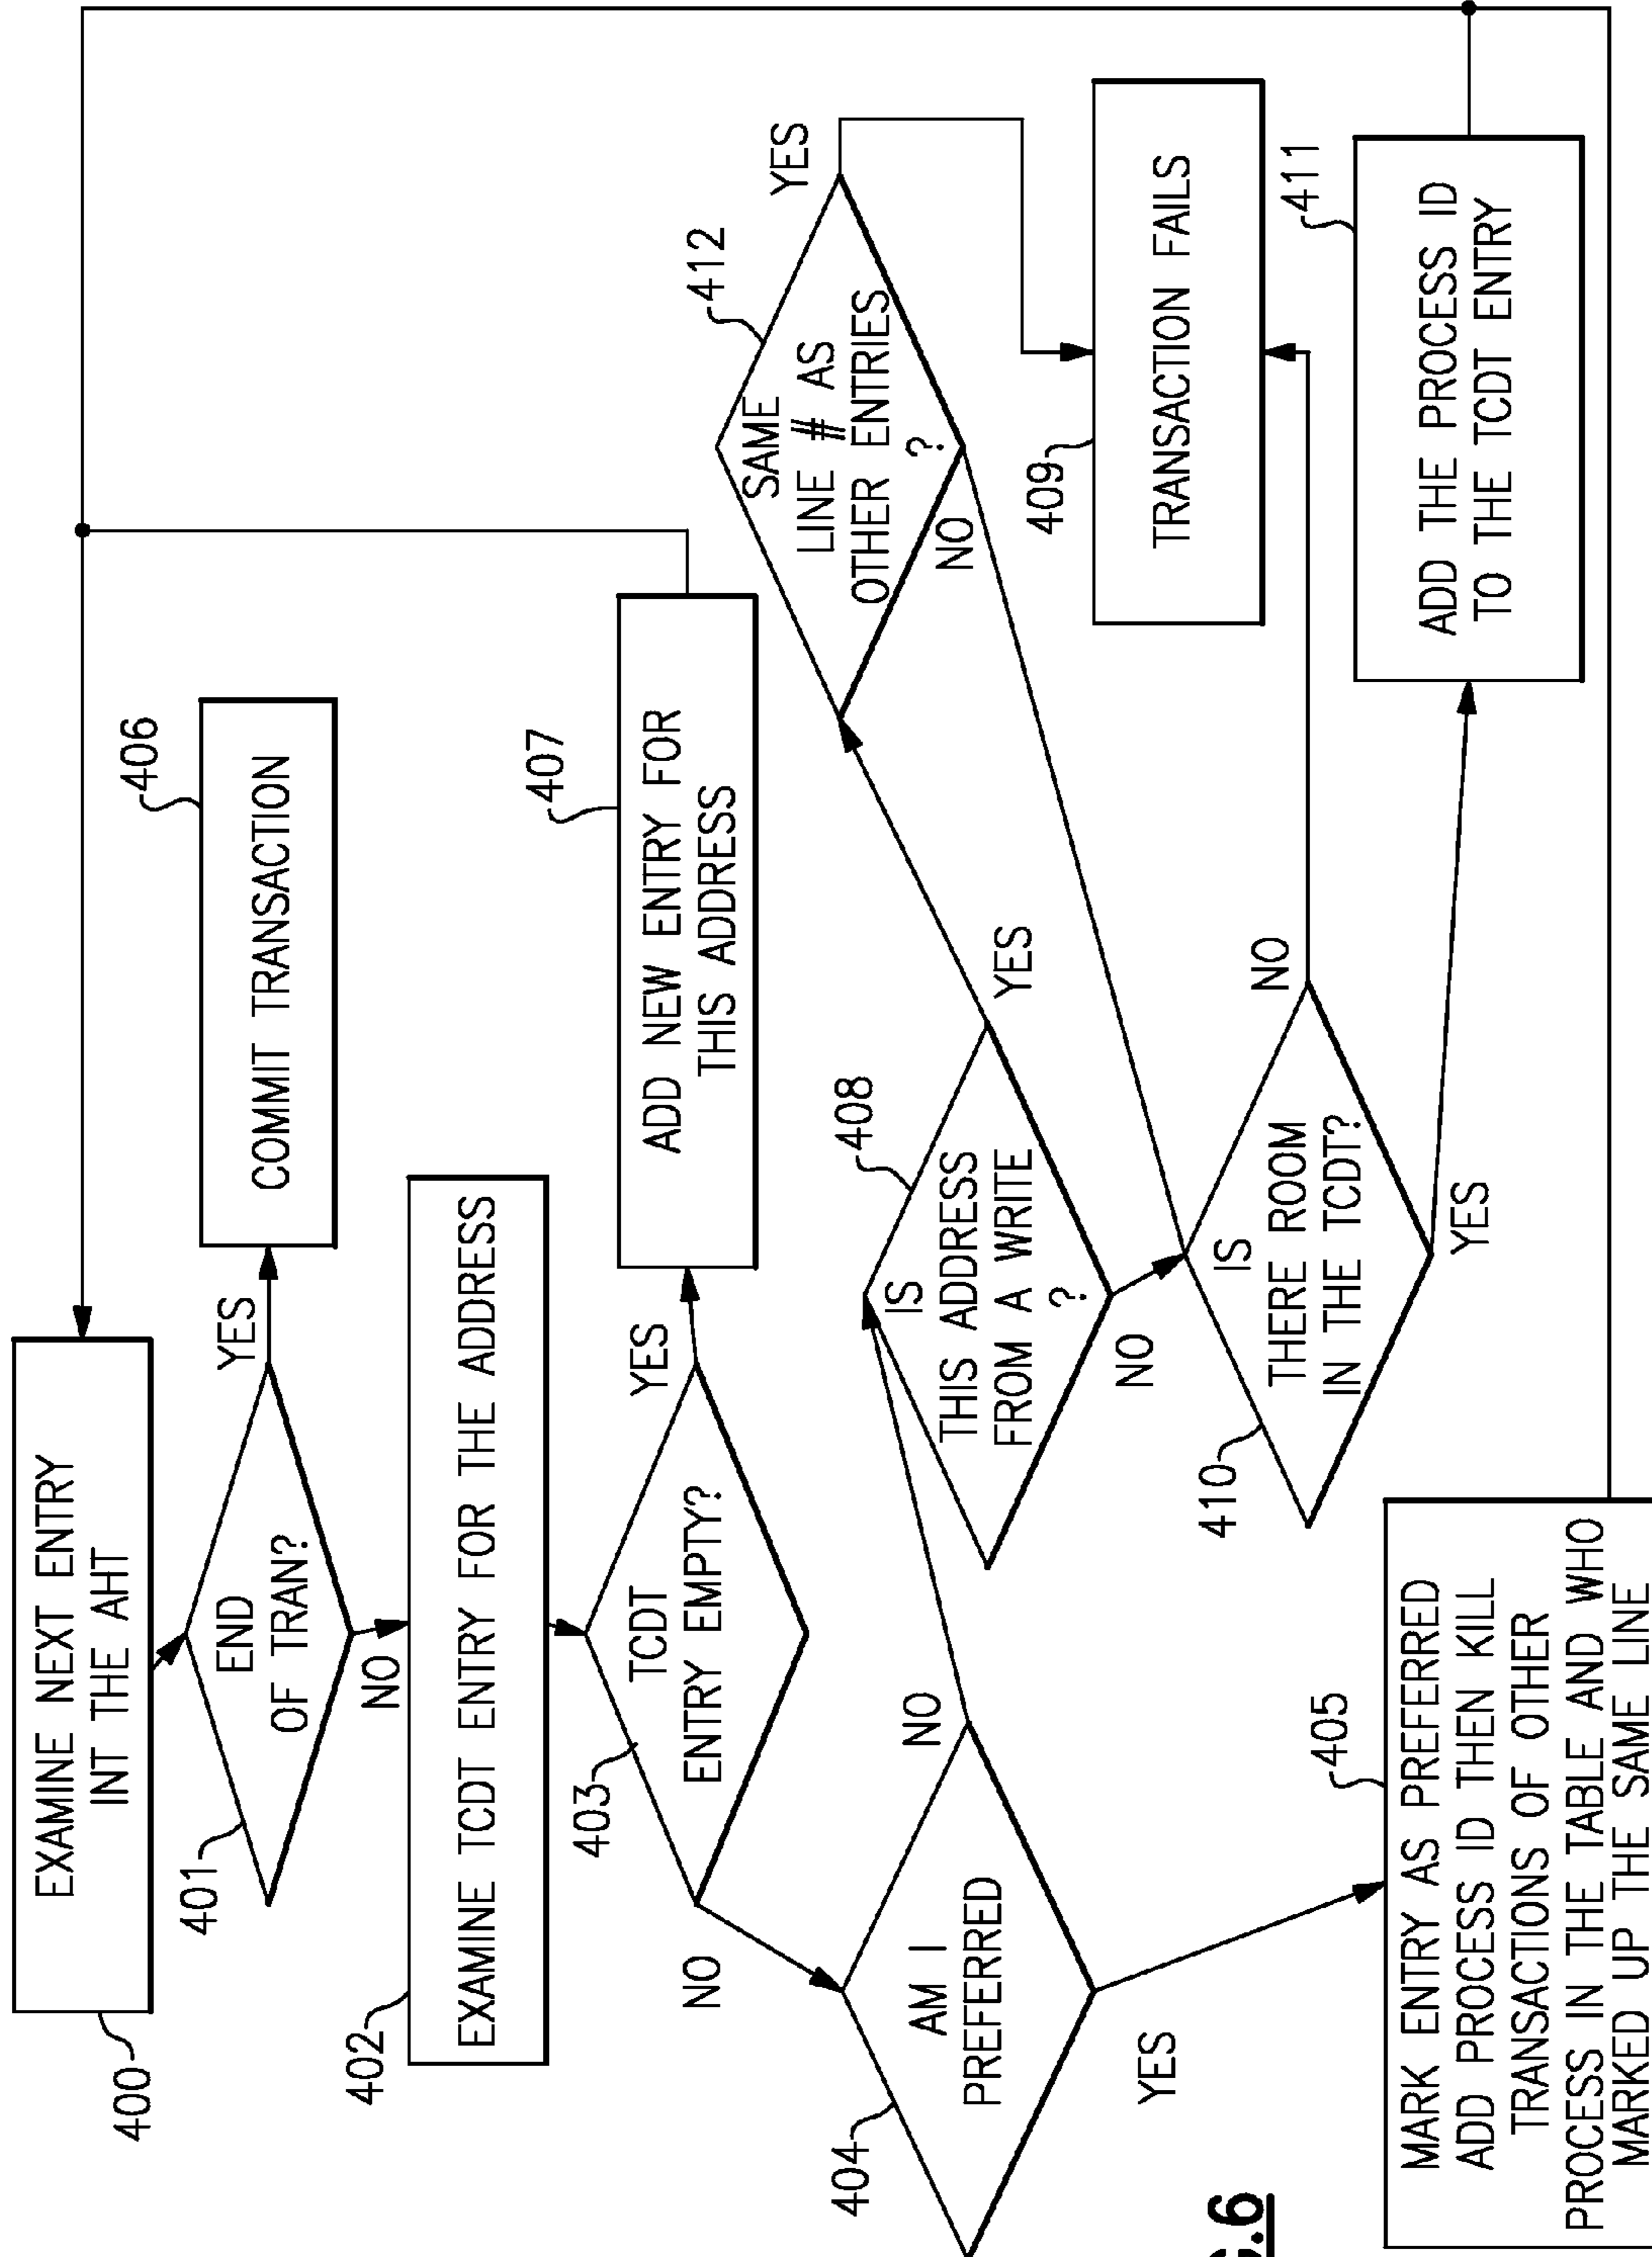 400
EXAMINE NEXT ENTRY
INT THE AHT
401
END
OF TRAN?
YES
NO
406
COMMIT TRANSACTION
402
EXAMINE TCDT ENTRY FOR THE ADDRESS
403
TCDT
ENTRY EMPTY?
YES
NO
407
ADD NEW ENTRY FOR
THIS ADDRESS
404
AM I
PREFERRED
NO
YES
408
IS
THIS ADDRESS
FROM A WRITE
?
YES
NO
412
SAME
LINE # AS
OTHER ENTRIES
?
YES
NO
409
TRANSACTION FAILS
410
IS
THERE ROOM
IN THE TCDT?
NO
YES
411
ADD THE PROCESS ID
TO THE TCDT ENTRY
405
MARK ENTRY AS PREFERRED
ADD PROCESS ID THEN KILL
TRANSACTIONS OF OTHER
PROCESS IN THE TABLE AND WHO
MARKED UP THE SAME LINE
G.6